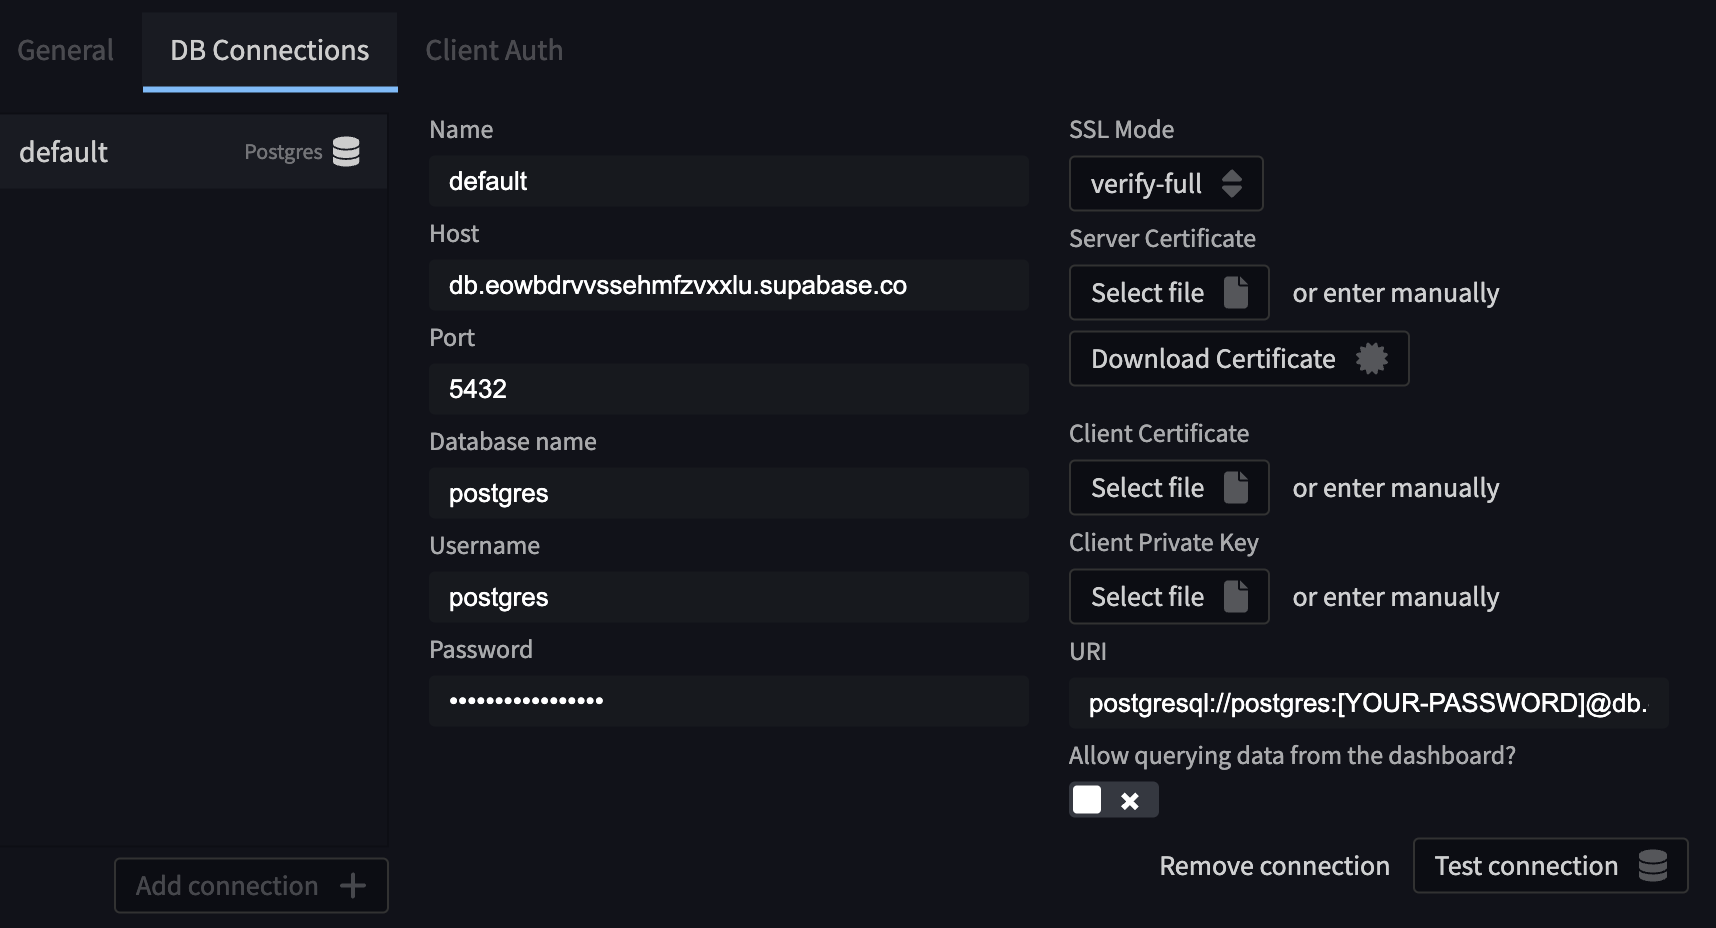 General
DB Connections
Client Auth
default
Postgres
Add connection
Name
default
Host
db.eowbdrvvssehmfzvxxlu.supabase.co
Port
5432
Database name
postgres
Username
postgres
Password
•••••••••••••••••
SSL Mode
verify-full
Server Certificate
Select file or enter manually
Download Certificate
Client Certificate
Select file or enter manually
Client Private Key
Select file or enter manually
URI
postgresql://postgres:[YOUR-PASSWORD]@db.
Allow querying data from the dashboard?
Remove connection
Test connection